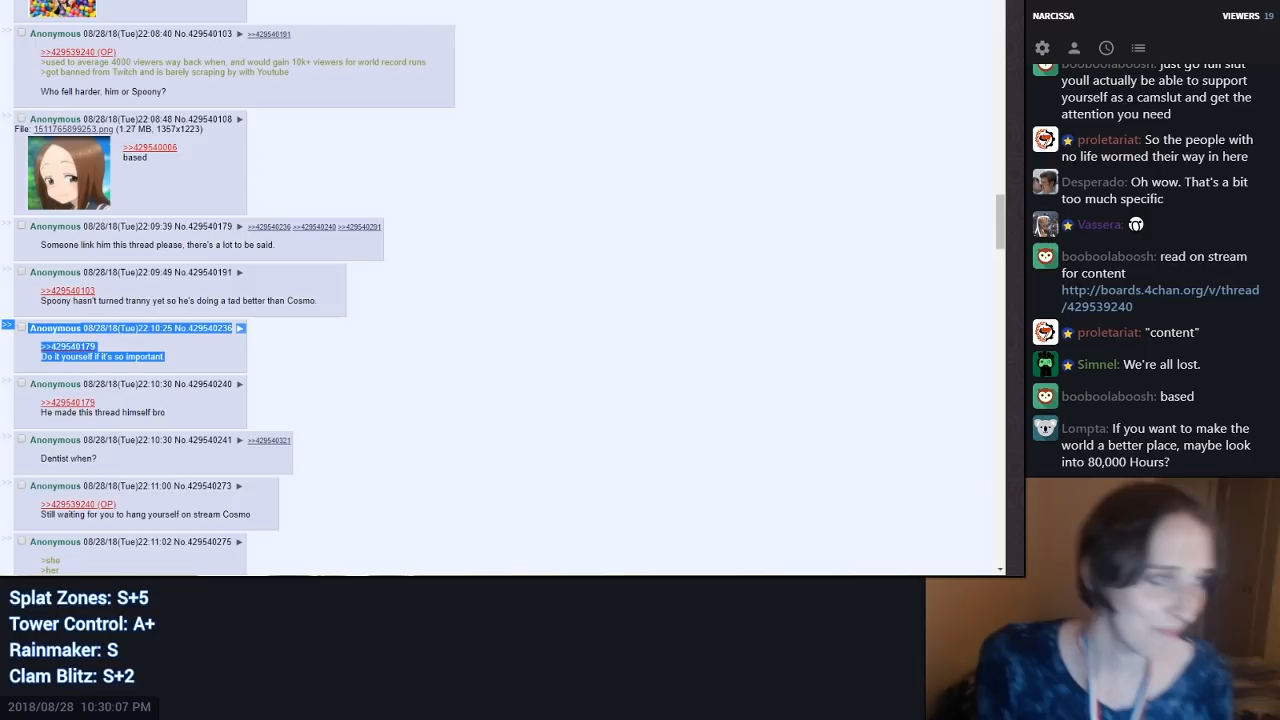 >> Anonymous 08/28/18(Tue)22:08:40 No.429540103 ▶ >>429540191
>>429539240 (OP)
>used to average 4000 viewers way back when, and would gain 10k+ viewers for world record runs
>got banned from Twitch and is barely scraping by with Youtube
Who fell harder, him or Spoony?
>> Anonymous 08/28/18(Tue)22:08:48 No.429540108 ▶
File: 1511765899253.png (1.27 MB, 1357x1223)
>>429540006
based
>> Anonymous 08/28/18(Tue)22:09:39 No.429540179 ▶ >>429540236 >>429540240 >>429540291
Someone link him this thread please, there's a lot to be said.
>> Anonymous 08/28/18(Tue)22:09:49 No.429540191 ▶
>>429540103
Spoony hasn't turned tranny yet so he's doing a tad better than Cosmo.
>> Anonymous 08/28/18(Tue)22:10:25 No.429540236 ▶
>>429540179
Do it yourself if it's so important
>> Anonymous 08/28/18(Tue)22:10:30 No.429540240 ▶
>>429540179
He made this thread himself bro
>> Anonymous 08/28/18(Tue)22:10:30 No.429540241 ▶ >>429540321
Dentist when?
>> Anonymous 08/28/18(Tue)22:11:00 No.429540273 ▶
>>429539240 (OP)
Still waiting for you to hang yourself on stream Cosmo
>> Anonymous 08/28/18(Tue)22:11:02 No.429540275 ▶
>she
>her
NARCISSA VIEWERS 19
booboolaboosh: just go full slut
youll actually be able to support
yourself as a camslut and get the
attention you need
proletariat: So the people with
no life wormed their way in here
Desperado: Oh wow. That's a bit
too much specific
Vassera:
booboolaboosh: read on stream
for content
http://boards.4chan.org/v/thread
/429539240
proletariat: "content"
Simnel: We're all lost.
booboolaboosh: based
Lompta: If you want to make the
world a better place, maybe look
into 80,000 Hours?
Splat Zones: S+5
Tower Control: A+
Rainmaker: S
Clam Blitz: S+2
2018/08/28 10:30:07 PM